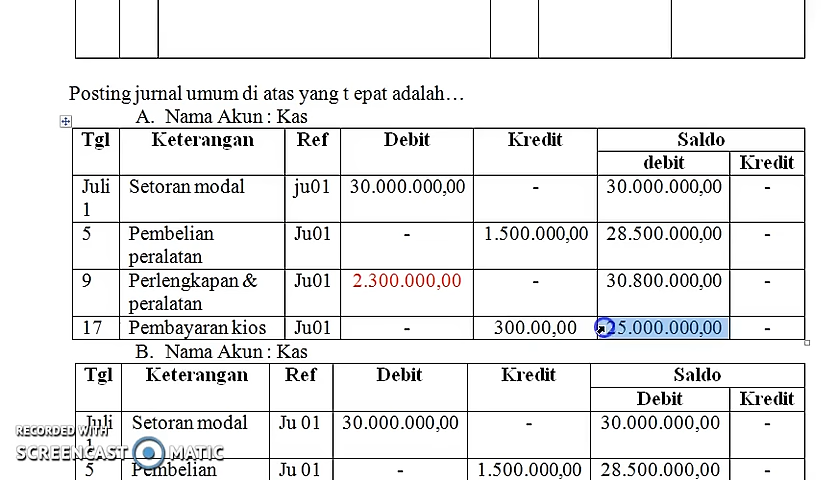 Posting jurnal umum di atas yang t epat adalah…
A. Nama Akun : Kas
Tgl Keterangan Ref Debit Kredit Saldo
debit Kredit
Juli 1 Setoran modal ju01 30.000.000,00 - 30.000.000,00 -
5 Pembelian peralatan Ju01 - 1.500.000,00 28.500.000,00 -
9 Perlengkapan & peralatan Ju01 2.300.000,00 - 30.800.000,00 -
17 Pembayaran kios Ju01 - 300.00,00 25.000.000,00 -
B. Nama Akun : Kas
Tgl Keterangan Ref Debit Kredit Saldo
Debit Kredit
Juli Setoran modal Ju 01 30.000.000,00 - 30.000.000,00 -
5 Pembelian Ju 01 - 1.500.000,00 28.500.000,00 -
RECORDED WITH
SCREENCAST MATIC